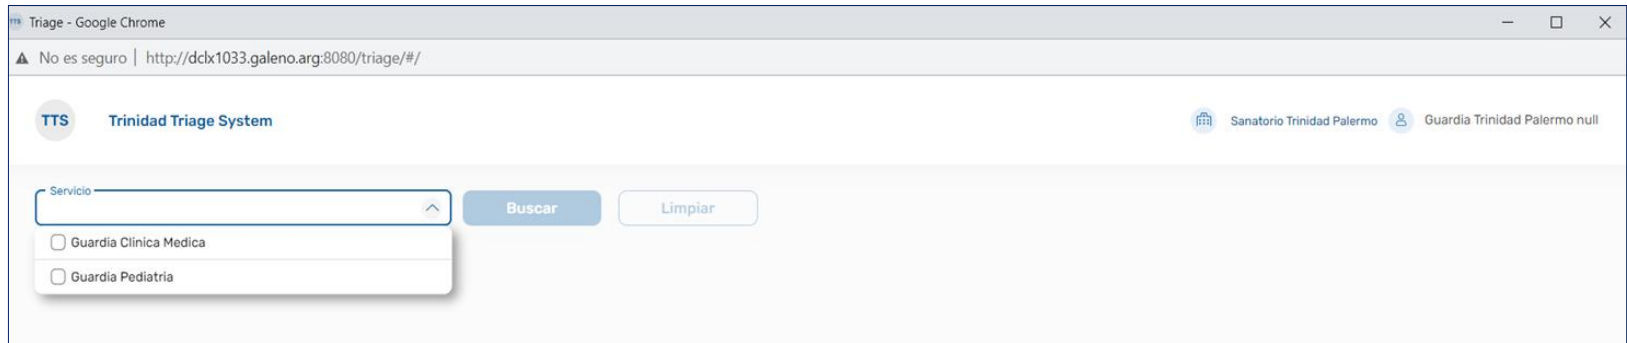 TTS Triage - Google Chrome
No es seguro | http://dclx1033.galeno.arg:8080/triage/#/
TTS Trinidad Triage System Sanatorio Trinidad Palermo Guardia Trinidad Palermo null
Servicio
Buscar Limpiar
Guardia Clinica Medica
Guardia Pediatria